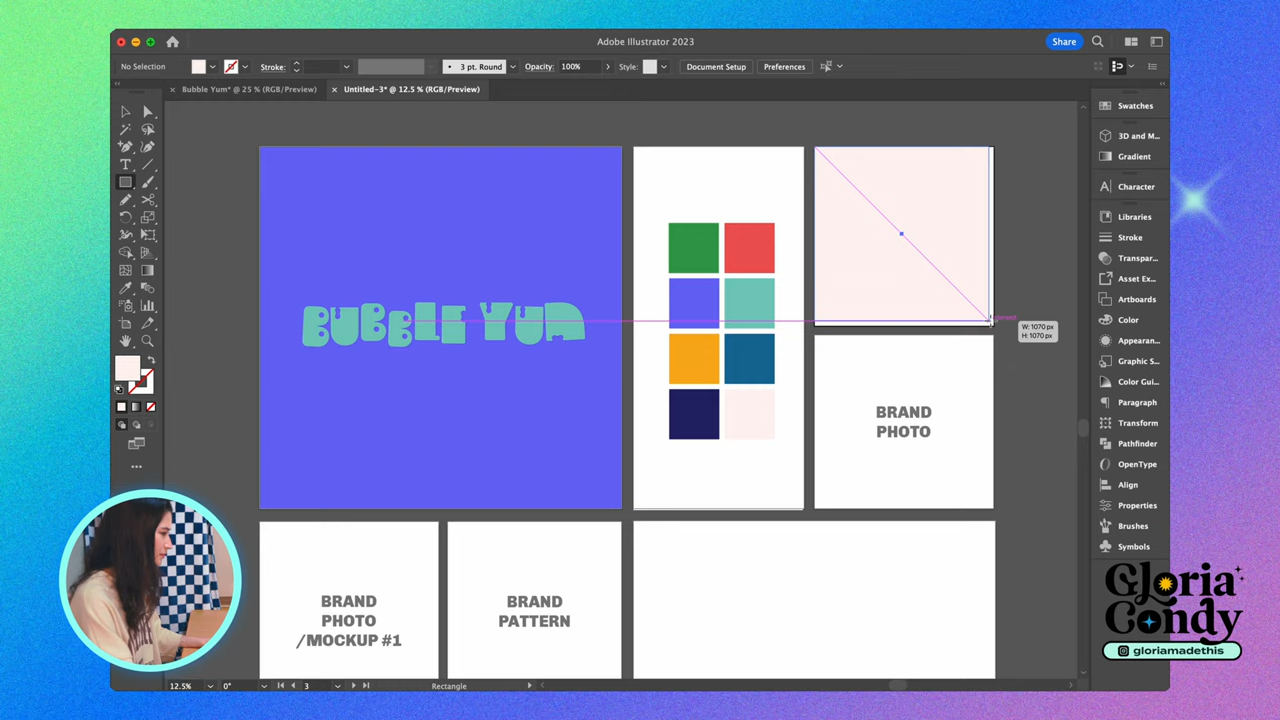 Adobe Illustrator 2023
Share
No Selection
Stroke:
3 pt. Round
Opacity:
100%
Style:
Document Setup
Preferences
Bubble Yum* @ 25 % (RGB/Preview)
Untitled-3* @ 12.5 % (RGB/Preview)
Swatches
3D and M...
Gradient
Character
Libraries
Stroke
Transpar...
Asset Ex...
Artboards
Color
Appearan...
Graphic S...
Color Gui...
Paragraph
Transform
Pathfinder
OpenType
Align
Properties
Brushes
Symbols
BUBBLE YUM
W: 1070 px
H: 1070 px
BRAND
PHOTO
BRAND
PHOTO
/MOCKUP #1
BRAND
PATTERN
12.5%
0°
3
Rectangle
Gloria
Condy
gloriamadethis